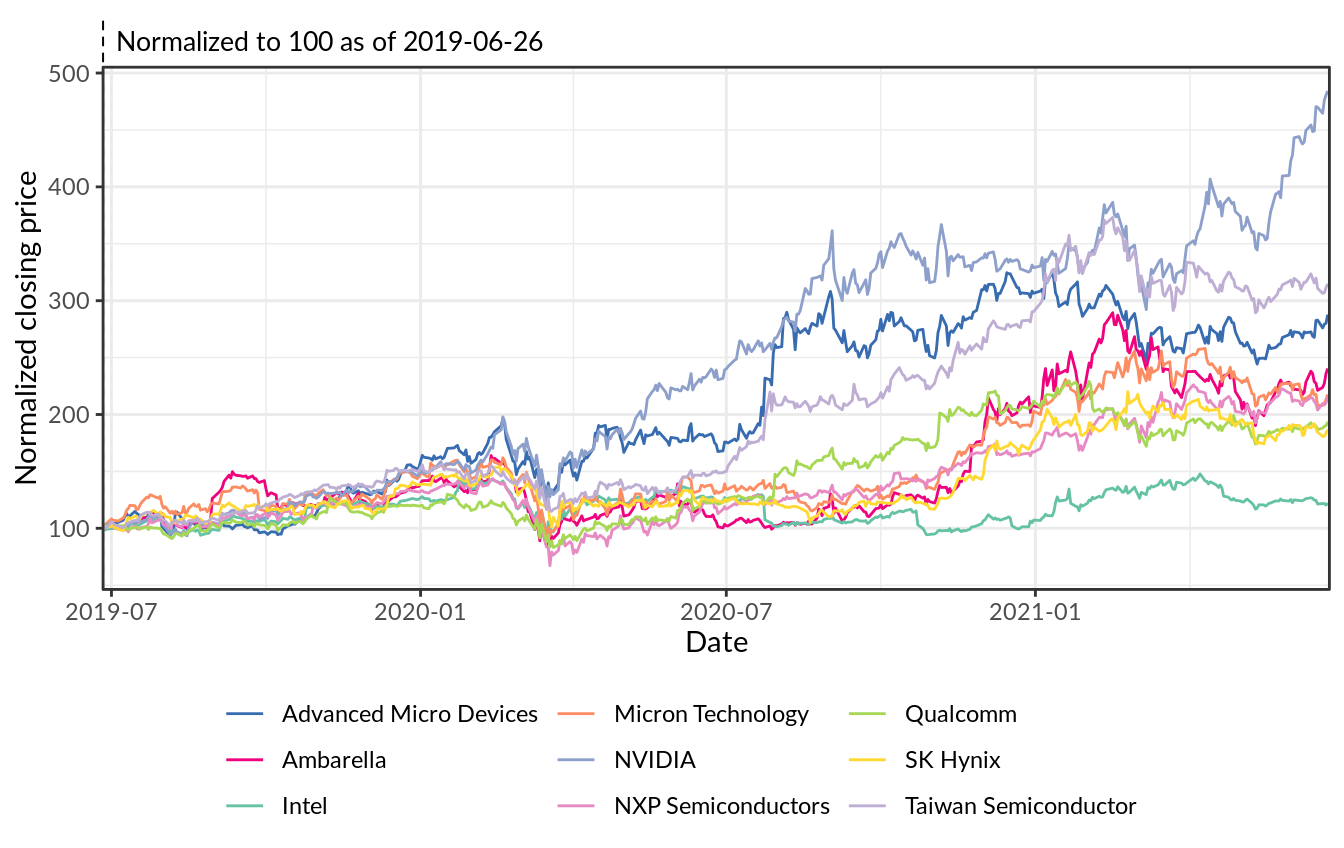 Normalized to 100 as of 2019-06-26
Normalized closing price
500
400
300
200
100
2019-07 2020-01 2020-07 2021-01
Date
Advanced Micro Devices Micron Technology Qualcomm
Ambarella NVIDIA SK Hynix
Intel NXP Semiconductors Taiwan Semiconductor